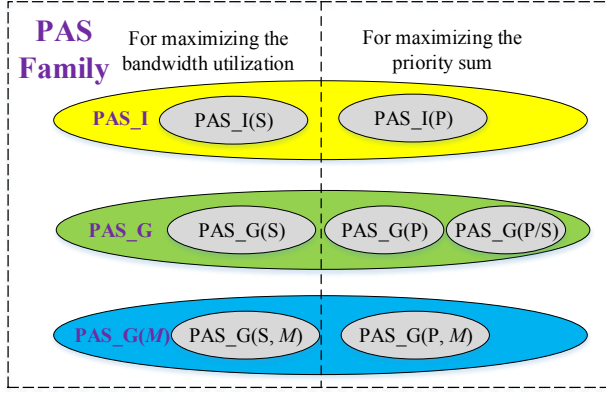 PAS
Family
For maximizing the
bandwidth utilization
For maximizing the
priority sum
PAS_I
PAS_I(S)
PAS_I(P)
PAS_G
PAS_G(S)
PAS_G(P)
PAS_G(P/S)
PAS_G(M)
PAS_G(S, M)
PAS_G(P, M)